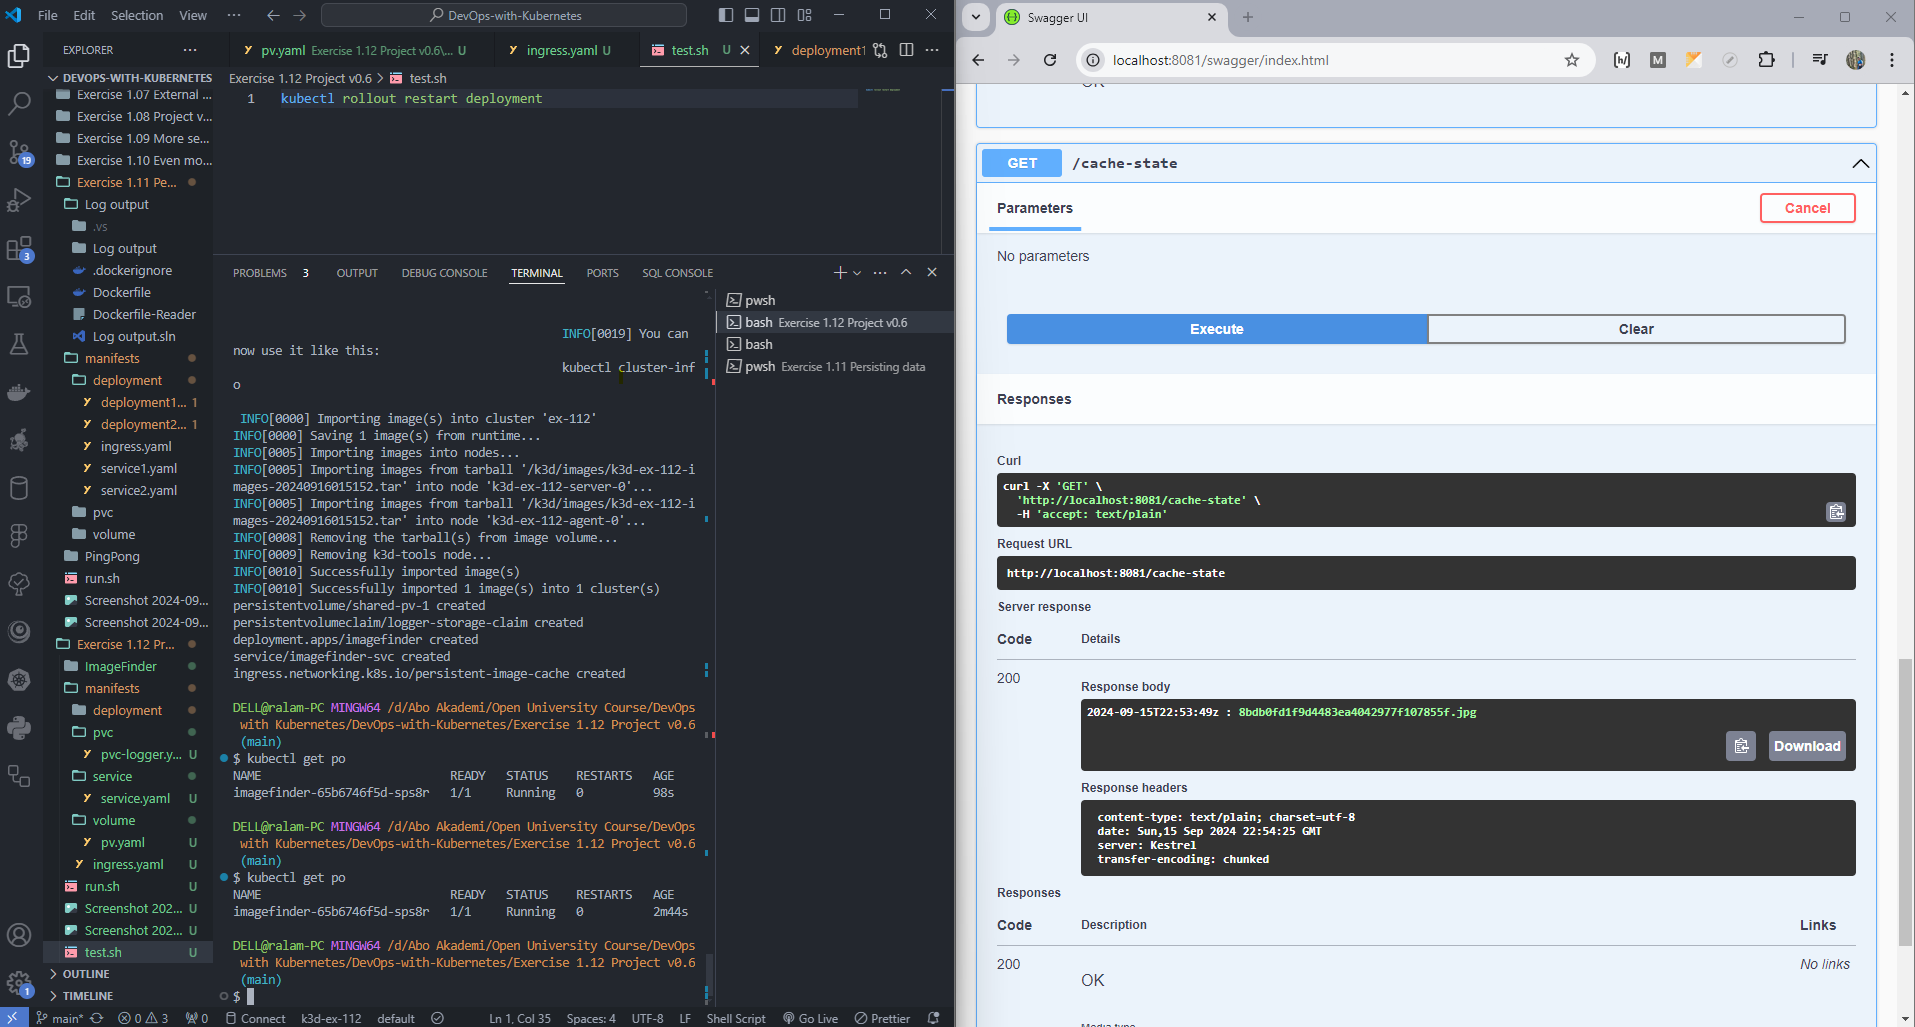 File Edit Selection View ··· DevOps-with-Kubernetes
EXPLORER ···
DEVOPS-WITH-KUBERNETES
Exercise 1.07 External ...
Exercise 1.08 Project v...
Exercise 1.09 More se...
Exercise 1.10 Even mo...
Exercise 1.11 Pe...
Log output
.vs
Log output
.dockerignore
Dockerfile
Dockerfile-Reader
Log output.sln
manifests
deployment
deployment1... 1
deployment2... 1
ingress.yaml
service1.yaml
service2.yaml
pvc
volume
PingPong
run.sh
Screenshot 2024-09...
Screenshot 2024-09...
Exercise 1.12 Pr...
ImageFinder
manifests
deployment
pvc
pvc-logger.y... U
service
service.yaml U
volume
pv.yaml U
ingress.yaml U
run.sh U
Screenshot 202... U
Screenshot 202... U
test.sh U
OUTLINE
TIMELINE
19
3
1
pv.yaml Exercise 1.12 Project v0.6\... U ingress.yaml U test.sh U deployment1
Exercise 1.12 Project v0.6 > test.sh
1 kubectl rollout restart deployment
PROBLEMS 3 OUTPUT DEBUG CONSOLE TERMINAL PORTS SQL CONSOLE
pwsh
bash Exercise 1.12 Project v0.6
bash
pwsh Exercise 1.11 Persisting data
INFO[0019] You can
now use it like this:
kubectl cluster-inf
o
INFO[0000] Importing image(s) into cluster 'ex-112'
INFO[0000] Saving 1 image(s) from runtime...
INFO[0005] Importing images into nodes...
INFO[0005] Importing images from tarball '/k3d/images/k3d-ex-112-i
mages-20240916015152.tar' into node 'k3d-ex-112-server-0'...
INFO[0005] Importing images from tarball '/k3d/images/k3d-ex-112-i
mages-20240916015152.tar' into node 'k3d-ex-112-agent-0'...
INFO[0008] Removing the tarball(s) from image volume...
INFO[0009] Removing k3d-tools node...
INFO[0010] Successfully imported image(s)
INFO[0010] Successfully imported 1 image(s) into 1 cluster(s)
persistentvolume/shared-pv-1 created
persistentvolumeclaim/logger-storage-claim created
deployment.apps/imagefinder created
service/imagefinder-svc created
ingress.networking.k8s.io/persistent-image-cache created
DELL@ralam-PC MINGW64 /d/Abo Akademi/Open University Course/DevOps
with Kubernetes/DevOps-with-Kubernetes/Exercise 1.12 Project v0.6
(main)
$ kubectl get po
NAME READY STATUS RESTARTS AGE
imagefinder-65b6746f5d-sps8r 1/1 Running 0 98s
DELL@ralam-PC MINGW64 /d/Abo Akademi/Open University Course/DevOps
with Kubernetes/DevOps-with-Kubernetes/Exercise 1.12 Project v0.6
(main)
$ kubectl get po
NAME READY STATUS RESTARTS AGE
imagefinder-65b6746f5d-sps8r 1/1 Running 0 2m44s
DELL@ralam-PC MINGW64 /d/Abo Akademi/Open University Course/DevOps
with Kubernetes/DevOps-with-Kubernetes/Exercise 1.12 Project v0.6
(main)
$
main* 0 3 0 Connect k3d-ex-112 default Ln 1, Col 35 Spaces: 4 UTF-8 LF Shell Script Go Live Prettier
Swagger UI
localhost:8081/swagger/index.html
OK
GET /cache-state
Parameters Cancel
No parameters
Execute Clear
Responses
Curl
curl -X 'GET' \
'http://localhost:8081/cache-state' \
-H 'accept: text/plain'
Request URL
http://localhost:8081/cache-state
Server response
Code Details
200
Response body
2024-09-15T22:53:49z : 8bdb0fd1f9d4483ea4042977f107855f.jpg
Download
Response headers
content-type: text/plain; charset=utf-8
date: Sun,15 Sep 2024 22:54:25 GMT
server: Kestrel
transfer-encoding: chunked
Responses
Code Description Links
200 No links
OK
Media type